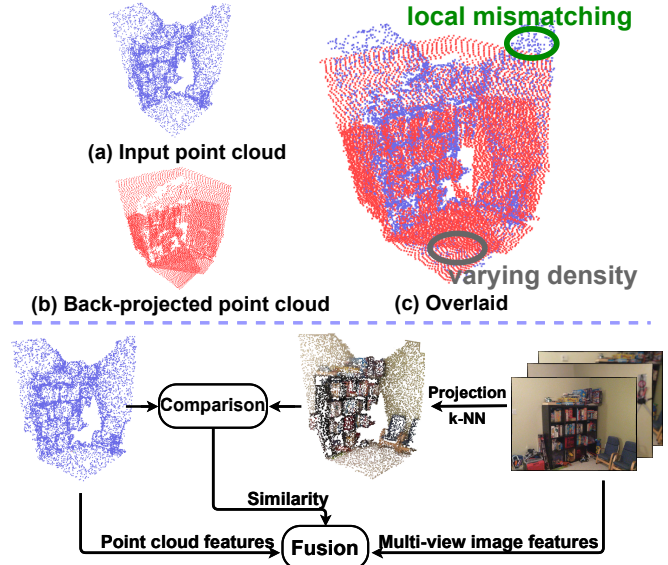 local mismatching
(a) Input point cloud
varying density
(b) Back-projected point cloud
(c) Overlaid
Comparison
Projection
k-NN
Similarity
Point cloud features
Fusion
Multi-view image features